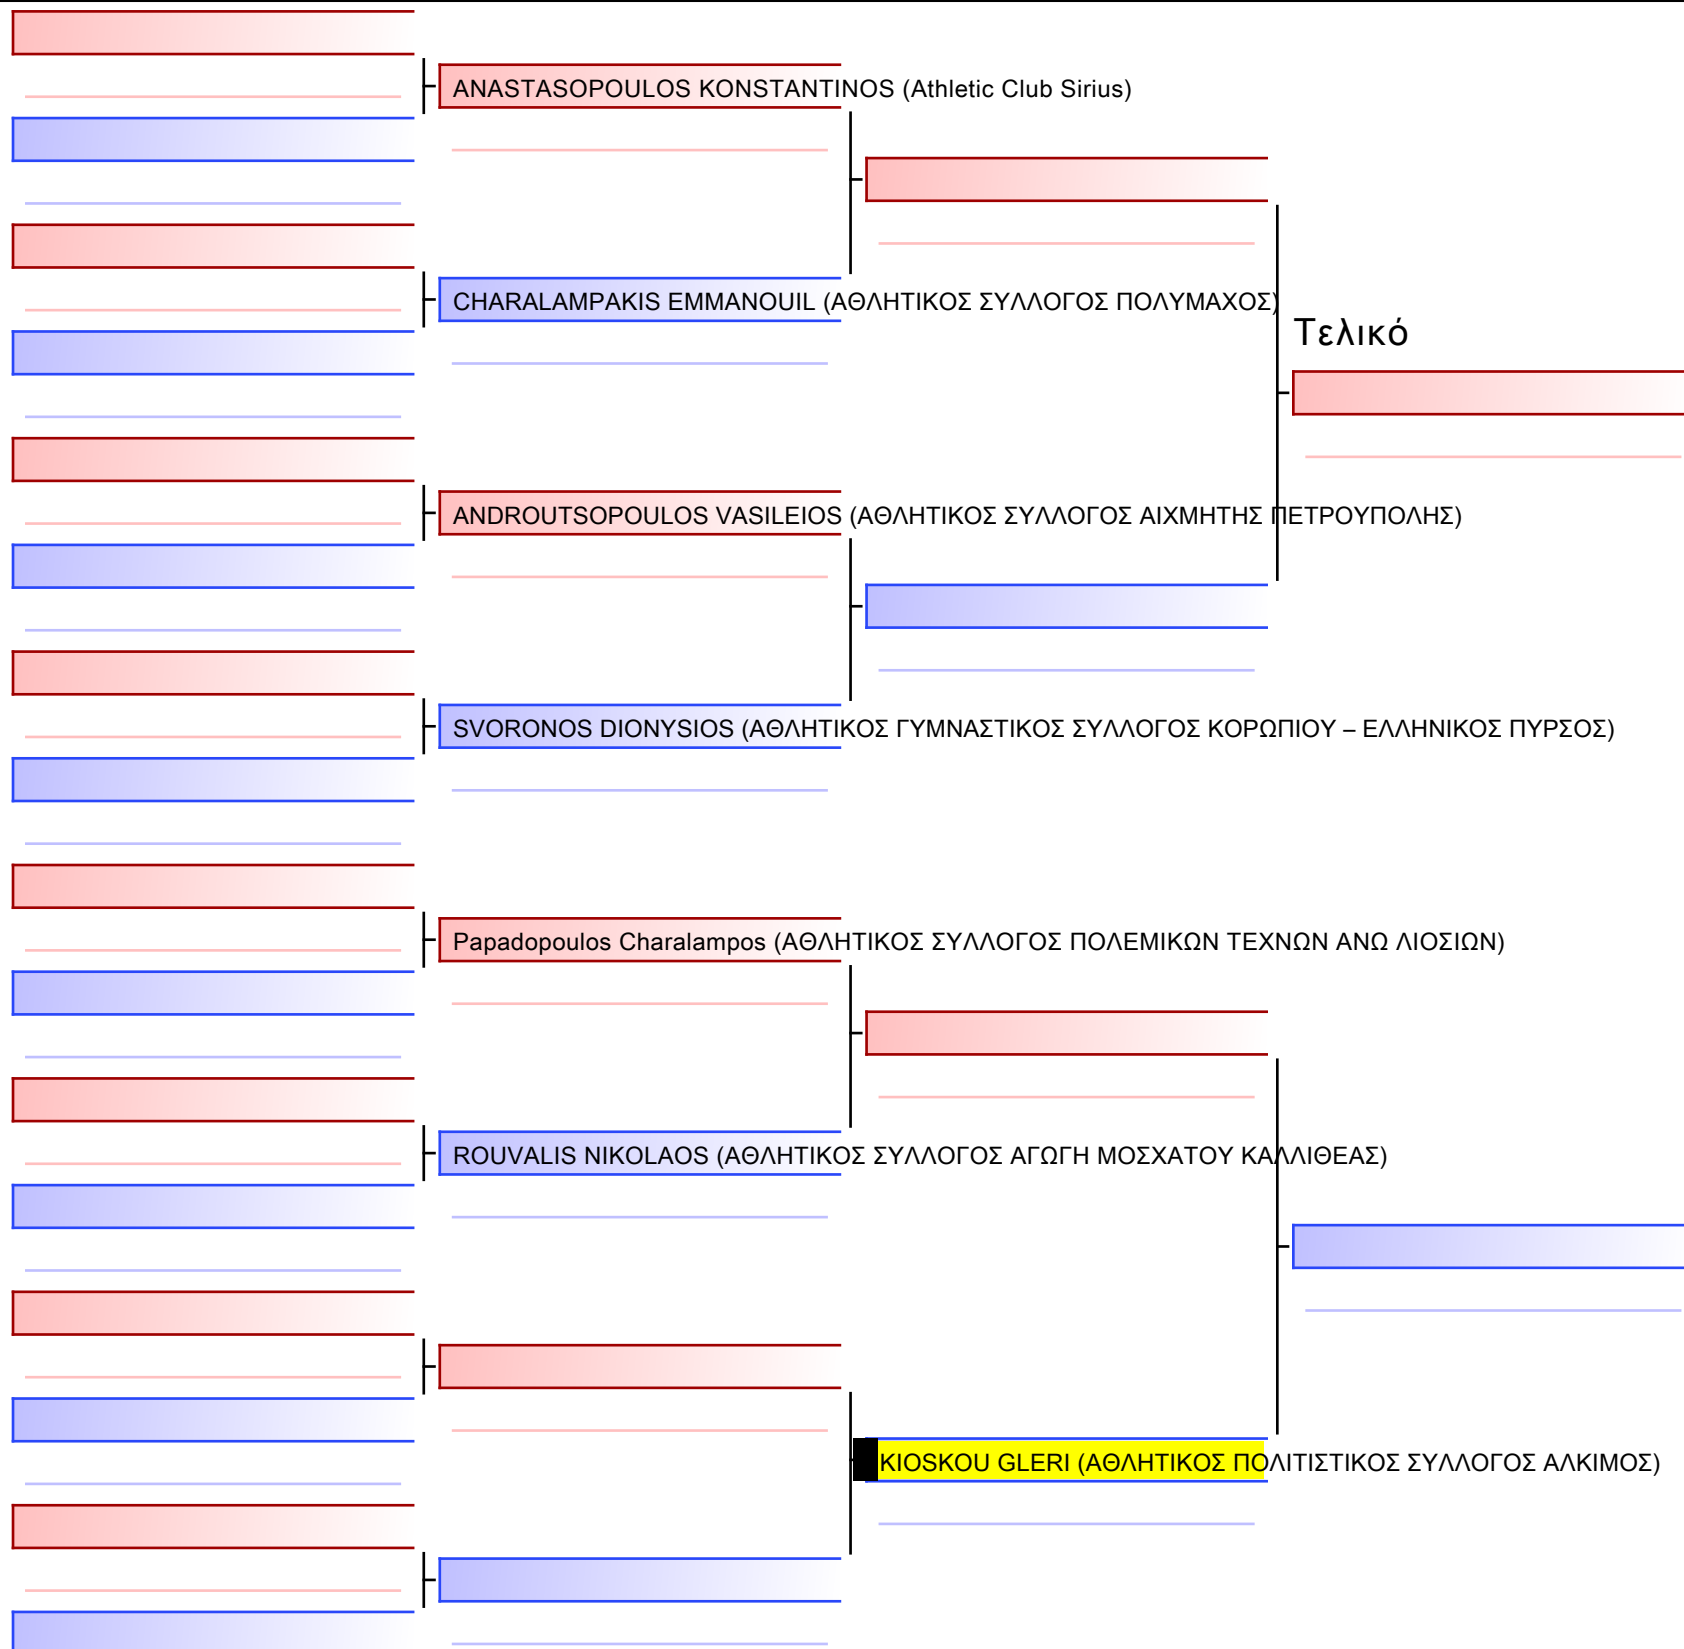 ANASTASOPOULOS KONSTANTINOS (Athletic Club Sirius)
CHARALAMPAKIS EMMANOUIL (ΑΘΛΗΤΙΚΟΣ ΣΥΛΛΟΓΟΣ ΠΟΛΥΜΑΧΟΣ)
Τελικό
ANDROUTSOPOULOS VASILEIOS (ΑΘΛΗΤΙΚΟΣ ΣΥΛΛΟΓΟΣ ΑΙΧΜΗΤΗΣ ΠΕΤΡΟΥΠΟΛΗΣ)
SVORONOS DIONYSIOS (ΑΘΛΗΤΙΚΟΣ ΓΥΜΝΑΣΤΙΚΟΣ ΣΥΛΛΟΓΟΣ ΚΟΡΩΠΙΟΥ – ΕΛΛΗΝΙΚΟΣ ΠΥΡΣΟΣ)
Papadopoulos Charalampos (ΑΘΛΗΤΙΚΟΣ ΣΥΛΛΟΓΟΣ ΠΟΛΕΜΙΚΩΝ ΤΕΧΝΩΝ ΑΝΩ ΛΙΟΣΙΩΝ)
ROUVALIS NIKOLAOS (ΑΘΛΗΤΙΚΟΣ ΣΥΛΛΟΓΟΣ ΑΓΩΓΗ ΜΟΣΧΑΤΟΥ ΚΑΛΛΙΘΕΑΣ)
KIOSKOU GLERI (ΑΘΛΗΤΙΚΟΣ ΠΟΛΙΤΙΣΤΙΚΟΣ ΣΥΛΛΟΓΟΣ ΑΛΚΙΜΟΣ)